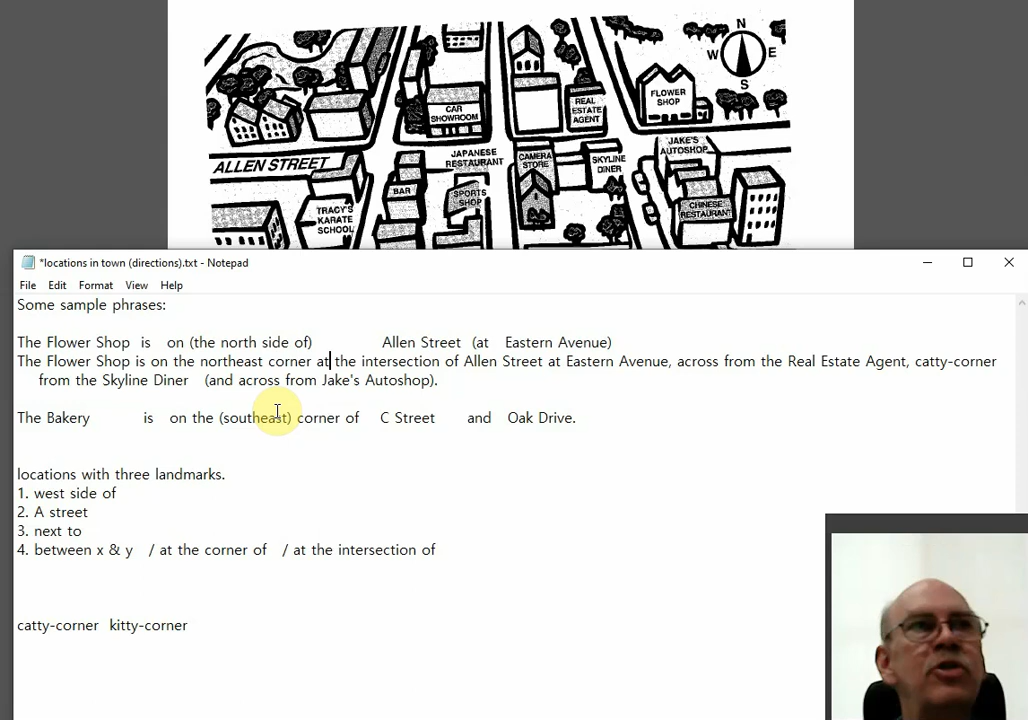 N
W E
S
FLOWER
SHOP
CAR
SHOWROOM
REAL
ESTATE
AGENT
ALLEN STREET
JAPANESE
RESTAURANT
CAMERA
STORE
SKYLINE
DINER
JAKE'S
AUTOSHOP
BAR
SPORTS
SHOP
TRACY'S
KARATE
SCHOOL
CHINESE
RESTAURANT
*locations in town (directions).txt - Notepad
File Edit Format View Help
Some sample phrases:
The Flower Shop is on (the north side of) Allen Street (at Eastern Avenue)
The Flower Shop is on the northeast corner at the intersection of Allen Street at Eastern Avenue, across from the Real Estate Agent, catty-corner
from the Skyline Diner (and across from Jake's Autoshop).
The Bakery is on the (southeast) corner of C Street and Oak Drive.
locations with three landmarks.
1. west side of
2. A street
3. next to
4. between x & y / at the corner of / at the intersection of
catty-corner kitty-corner